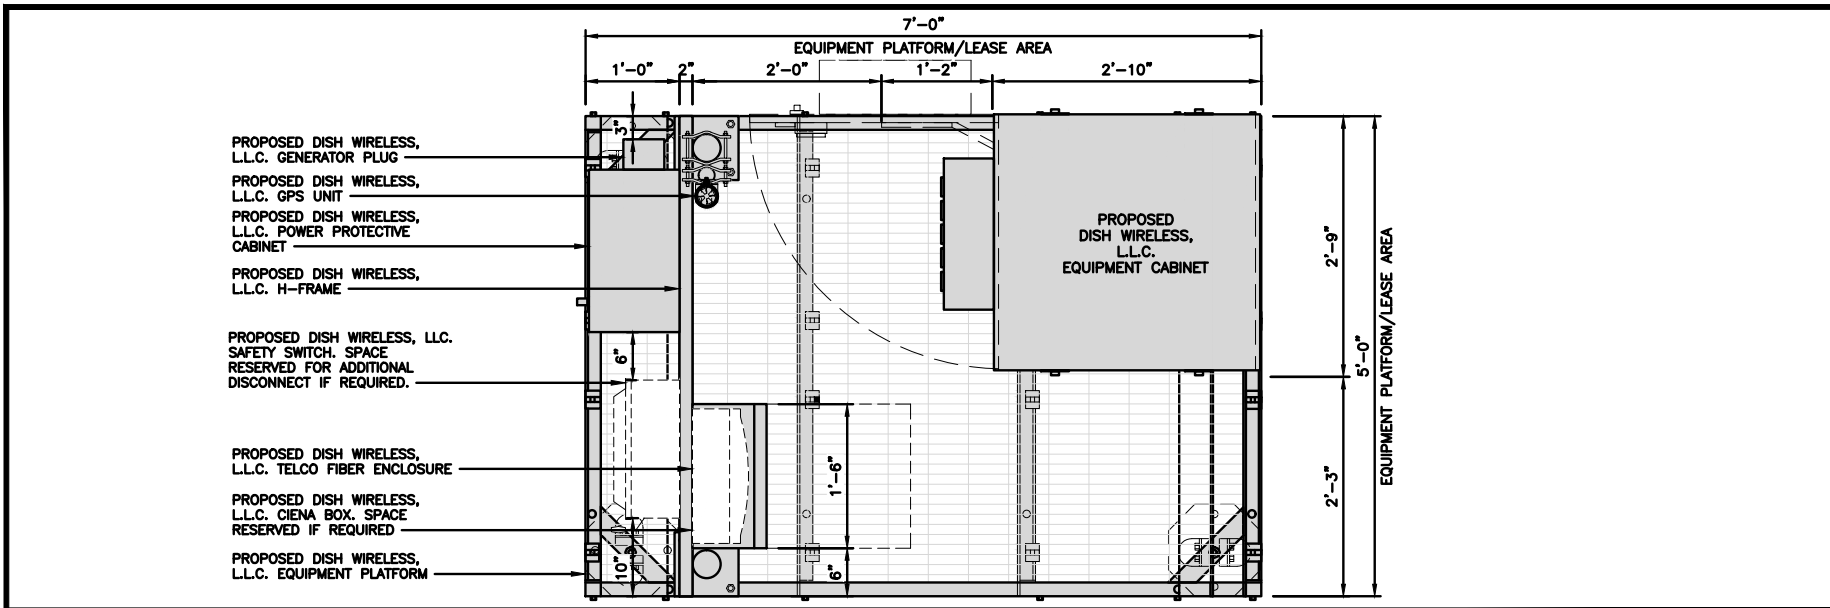 7'-0"
EQUIPMENT PLATFORM/LEASE AREA
1'-0"
2"
2'-0"
1'-2"
2'-10"
3"
PROPOSED DISH WIRELESS,
L.L.C. GENERATOR PLUG
PROPOSED DISH WIRELESS,
L.L.C. GPS UNIT
PROPOSED DISH WIRELESS,
L.L.C. POWER PROTECTIVE
CABINET
PROPOSED DISH WIRELESS,
L.L.C. H-FRAME
PROPOSED DISH WIRELESS, LLC.
SAFETY SWITCH. SPACE
RESERVED FOR ADDITIONAL
DISCONNECT IF REQUIRED.
PROPOSED DISH WIRELESS,
L.L.C. TELCO FIBER ENCLOSURE
PROPOSED DISH WIRELESS,
L.L.C. CIENA BOX. SPACE
RESERVED IF REQUIRED
PROPOSED DISH WIRELESS,
L.L.C. EQUIPMENT PLATFORM
6"
10"
1'-6"
6"
PROPOSED
DISH WIRELESS,
L.L.C.
EQUIPMENT CABINET
2'-9"
2'-3"
5'-0"
EQUIPMENT PLATFORM/LEASE AREA